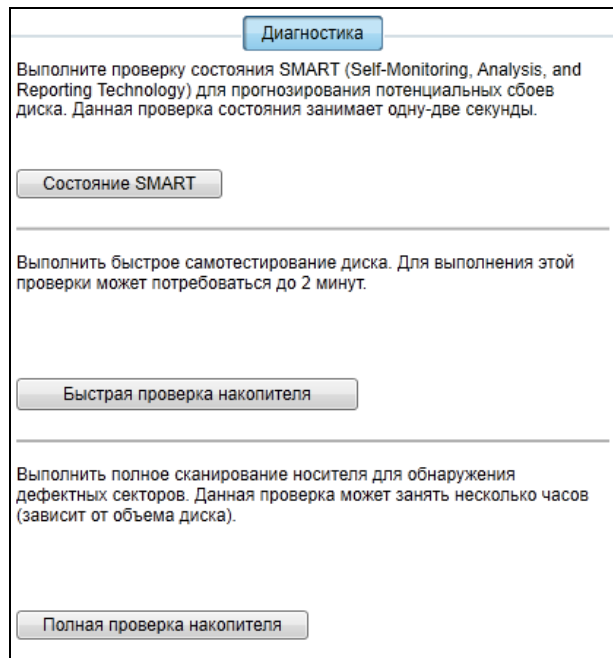 Диагностика
Выполните проверку состояния SMART (Self-Monitoring, Analysis, and
Reporting Technology) для прогнозирования потенциальных сбоев
диска. Данная проверка состояния занимает одну-две секунды.
Состояние SMART
Выполнить быстрое самотестирование диска. Для выполнения этой
проверки может потребоваться до 2 минут.
Быстрая проверка накопителя
Выполнить полное сканирование носителя для обнаружения
дефектных секторов. Данная проверка может занять несколько часов
(зависит от объема диска).
Полная проверка накопителя